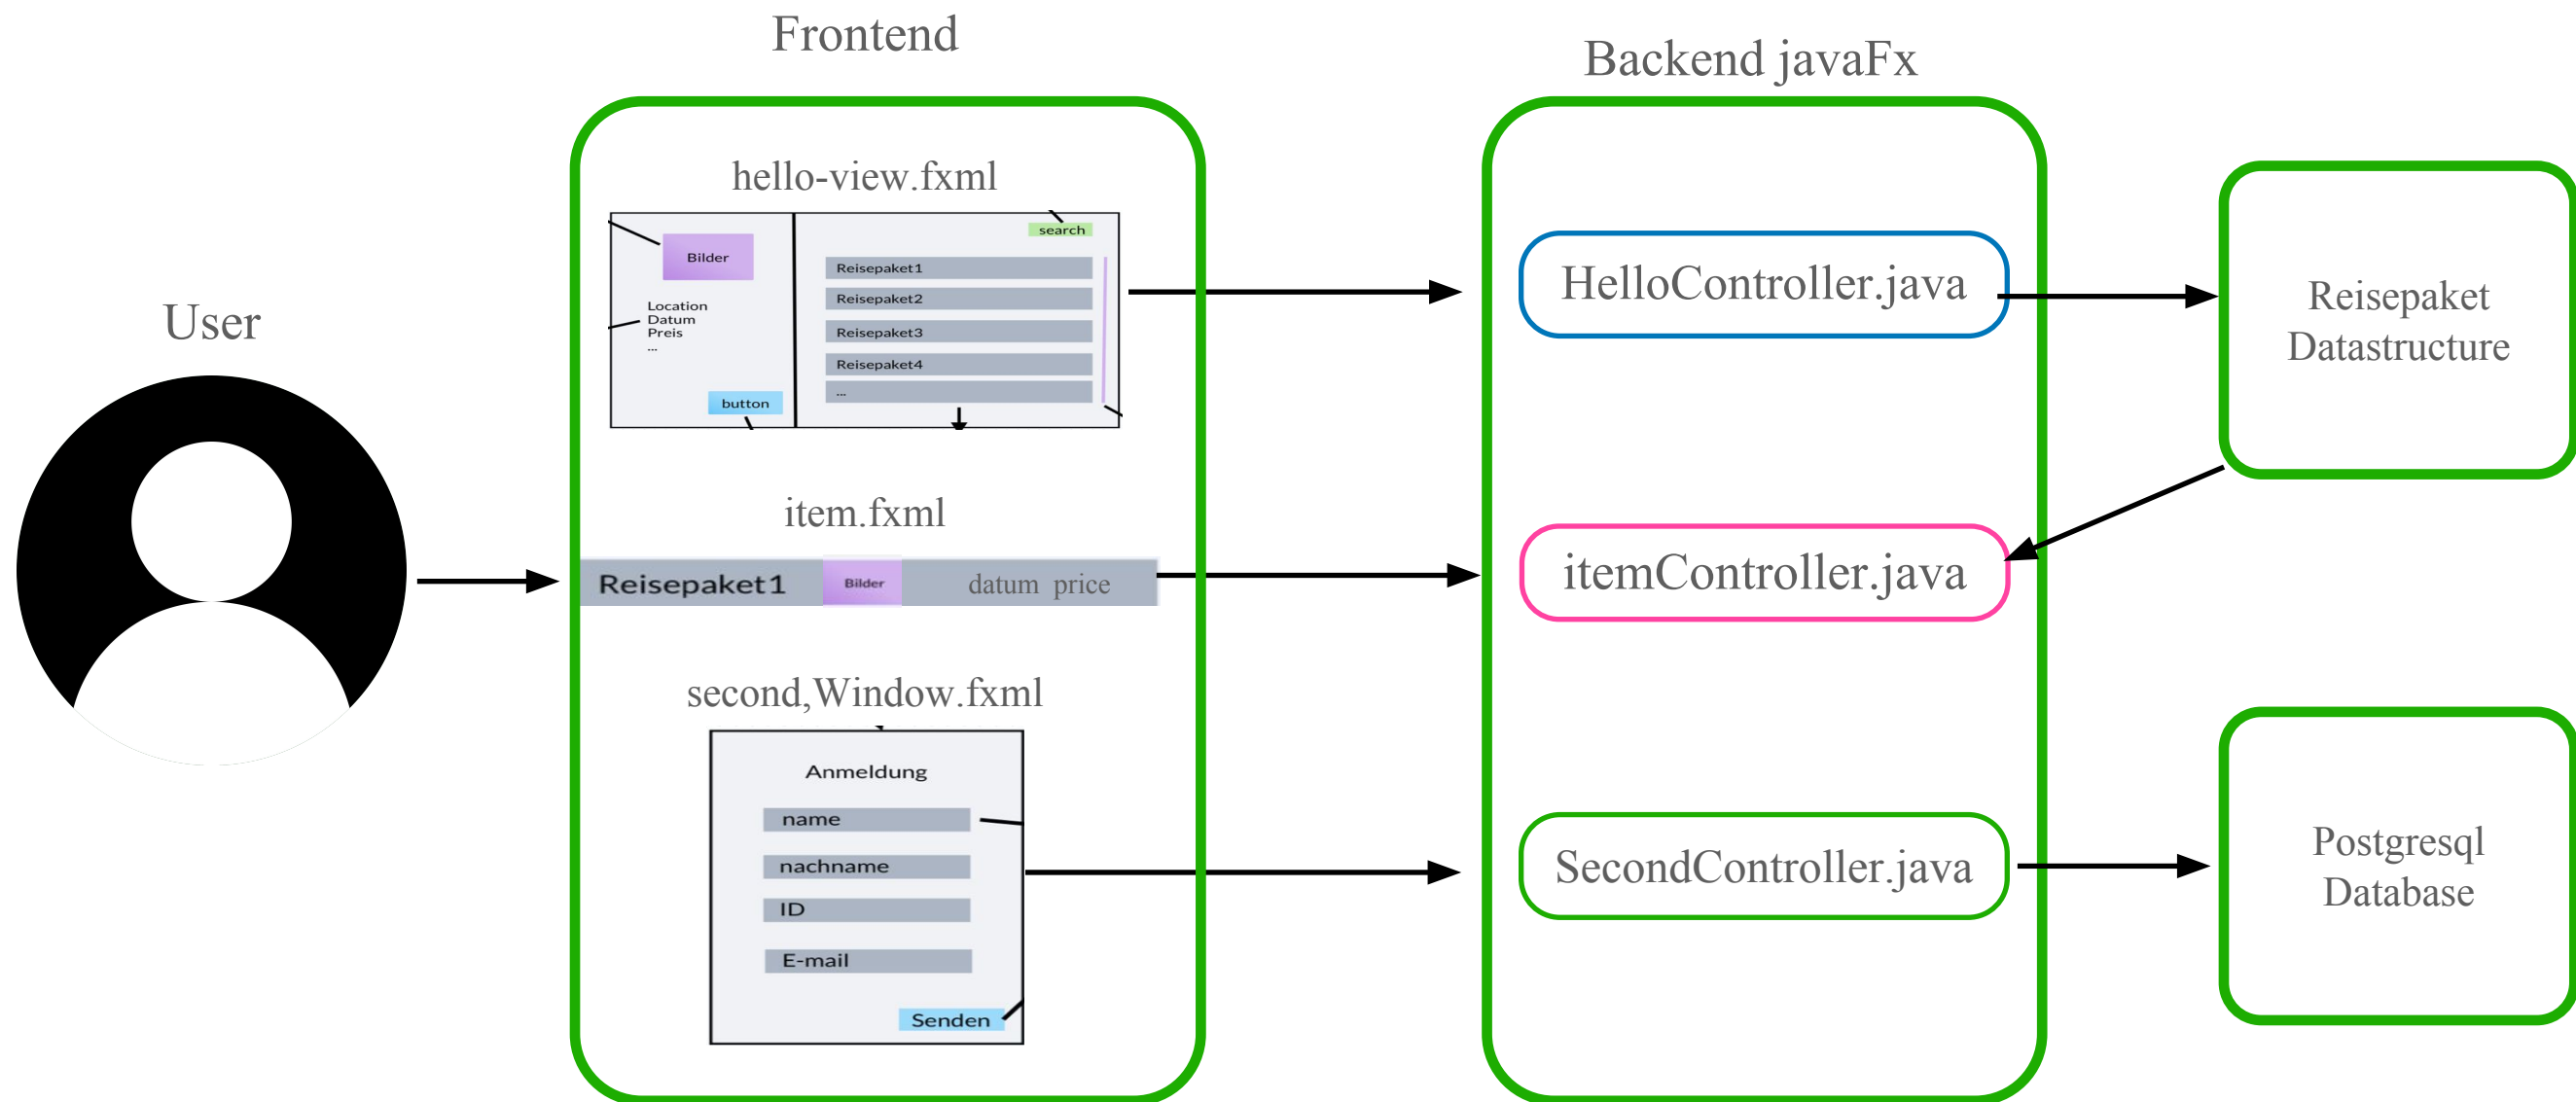 Frontend
Backend javaFx
User
hello-view.fxml
Bilder
Location
Datum
Preis
...
button
search
Reisepaket1
Reisepaket2
Reisepaket3
Reisepaket4
...
item.fxml
Reisepaket1 Bilder datum price
second,Window.fxml
Anmeldung
name
nachname
ID
E-mail
Senden
HelloController.java
itemController.java
SecondController.java
Reisepaket
Datastructure
Postgresql
Database